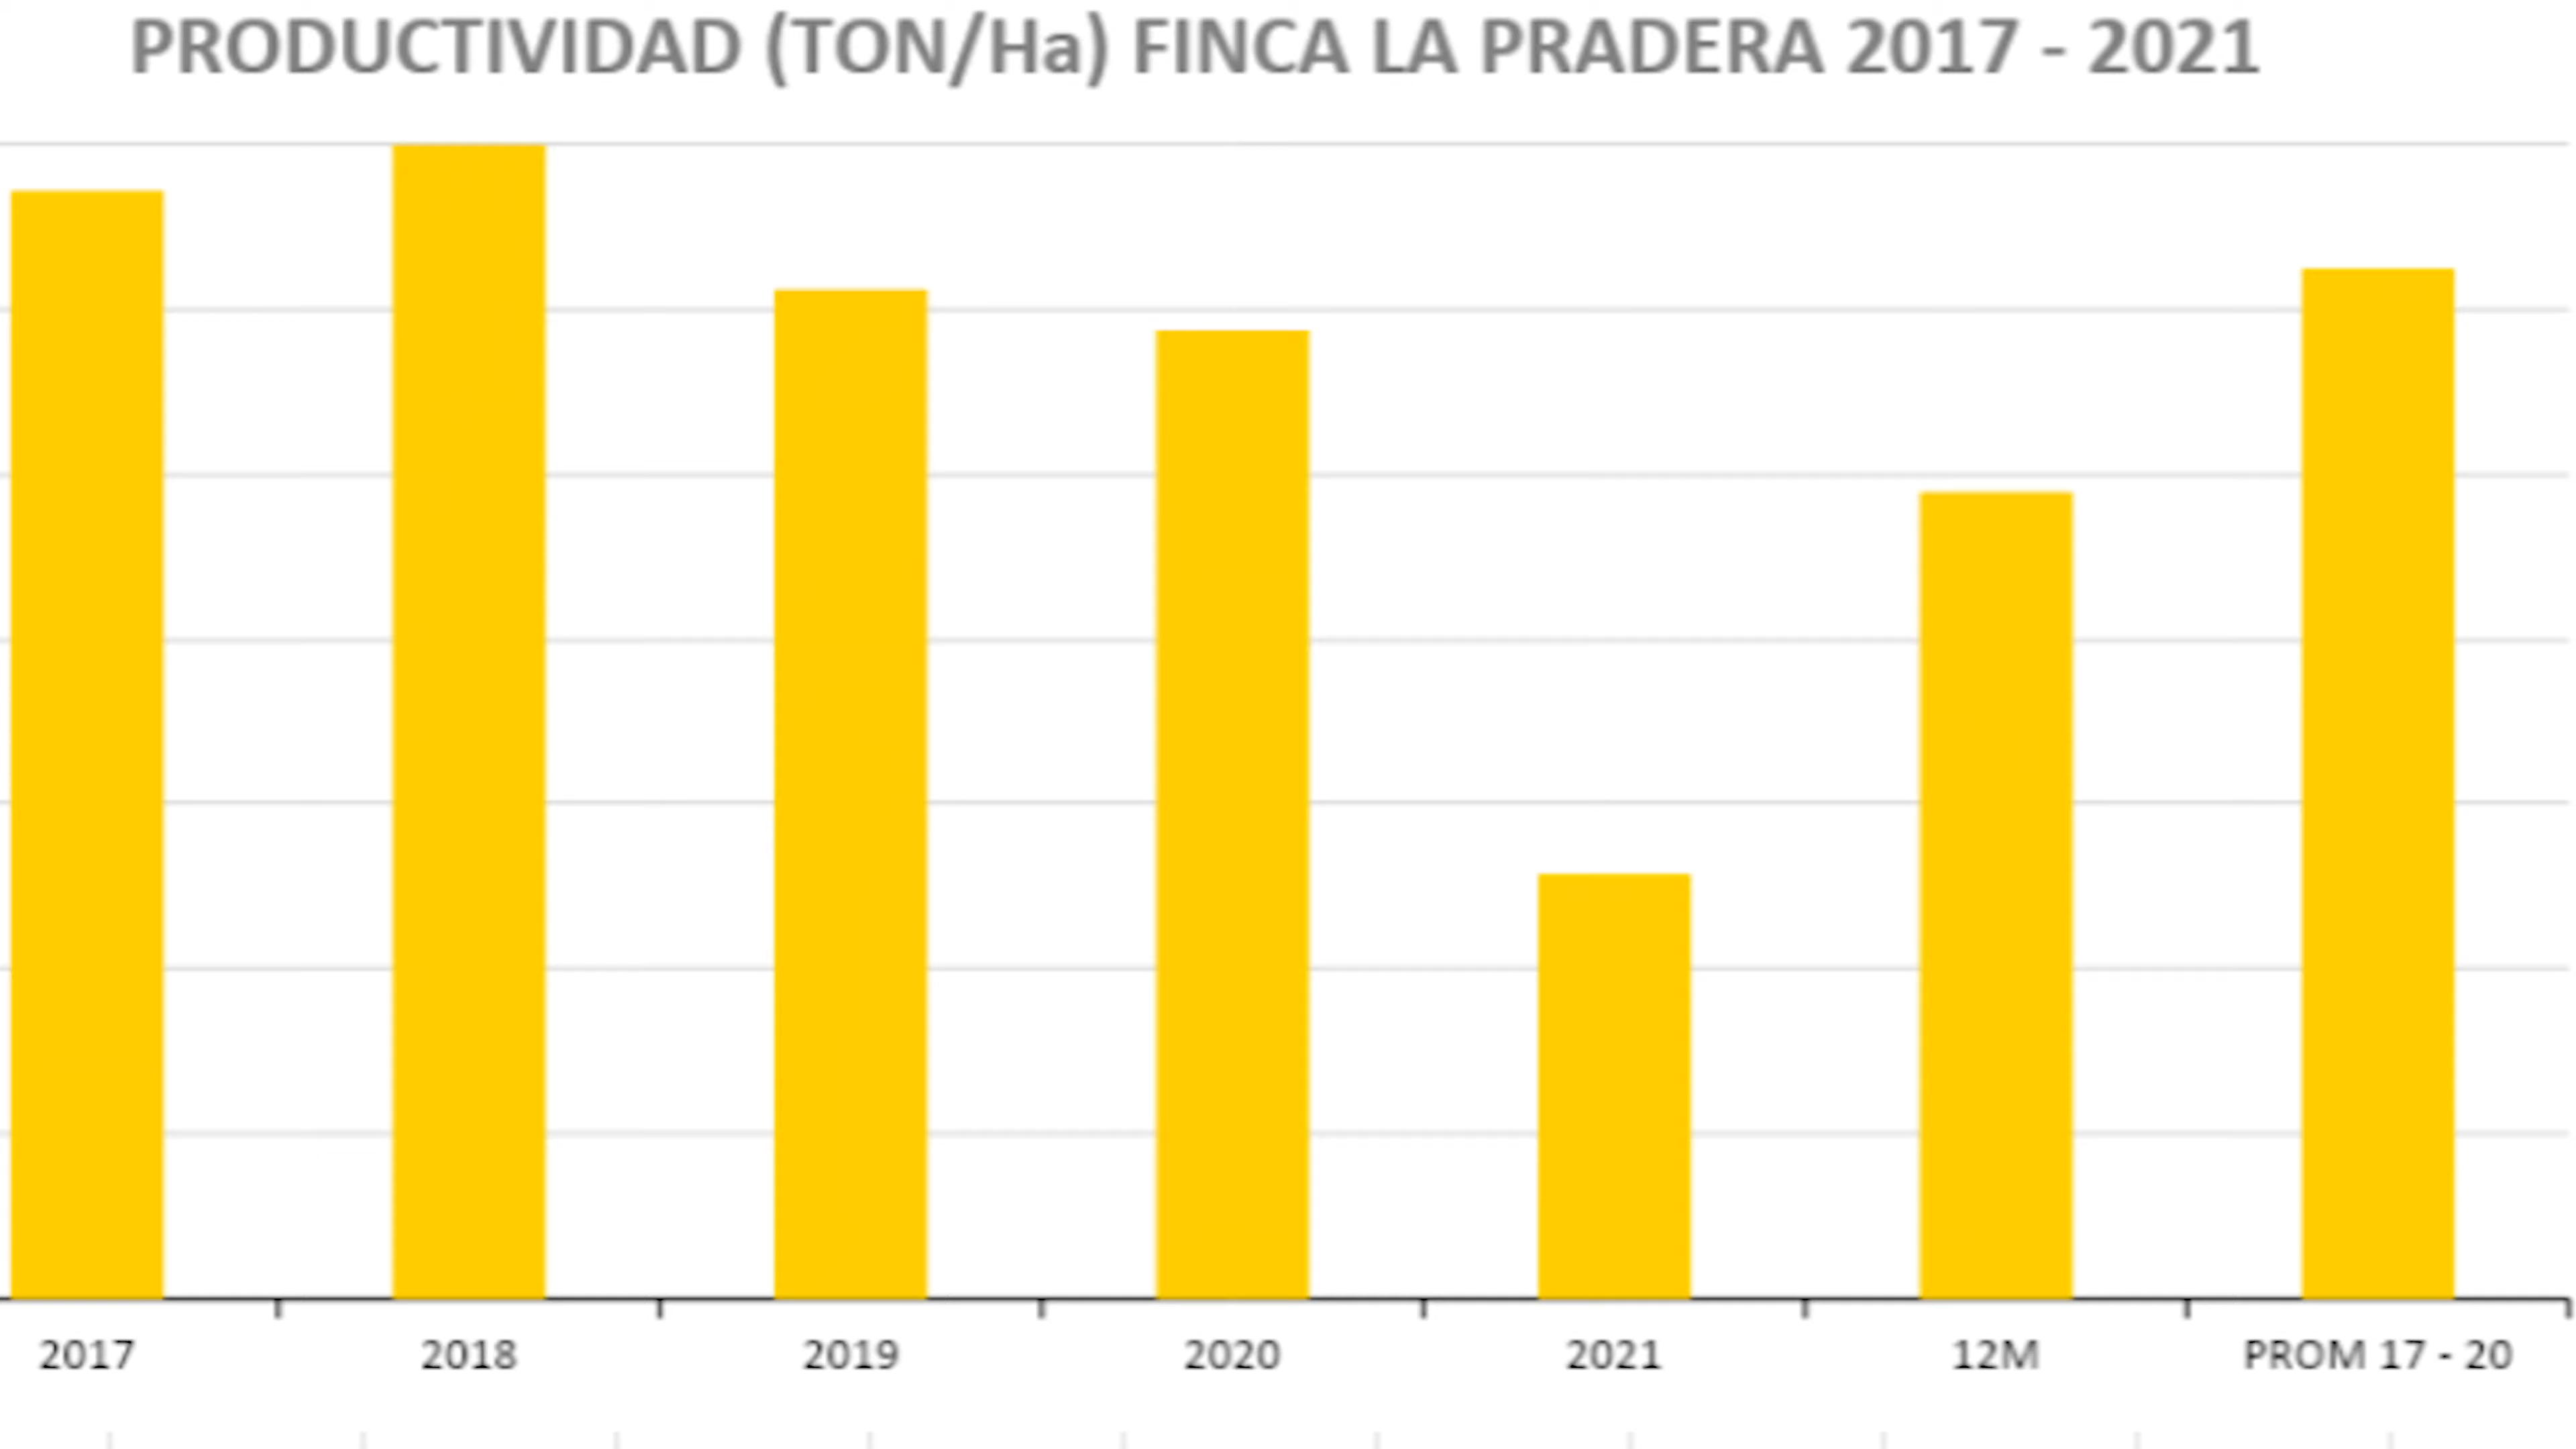 PRODUCTIVIDAD (TON/Ha) FINCA LA PRADERA 2017 - 2021
2017 2018 2019 2020 2021 12M PROM 17 - 20